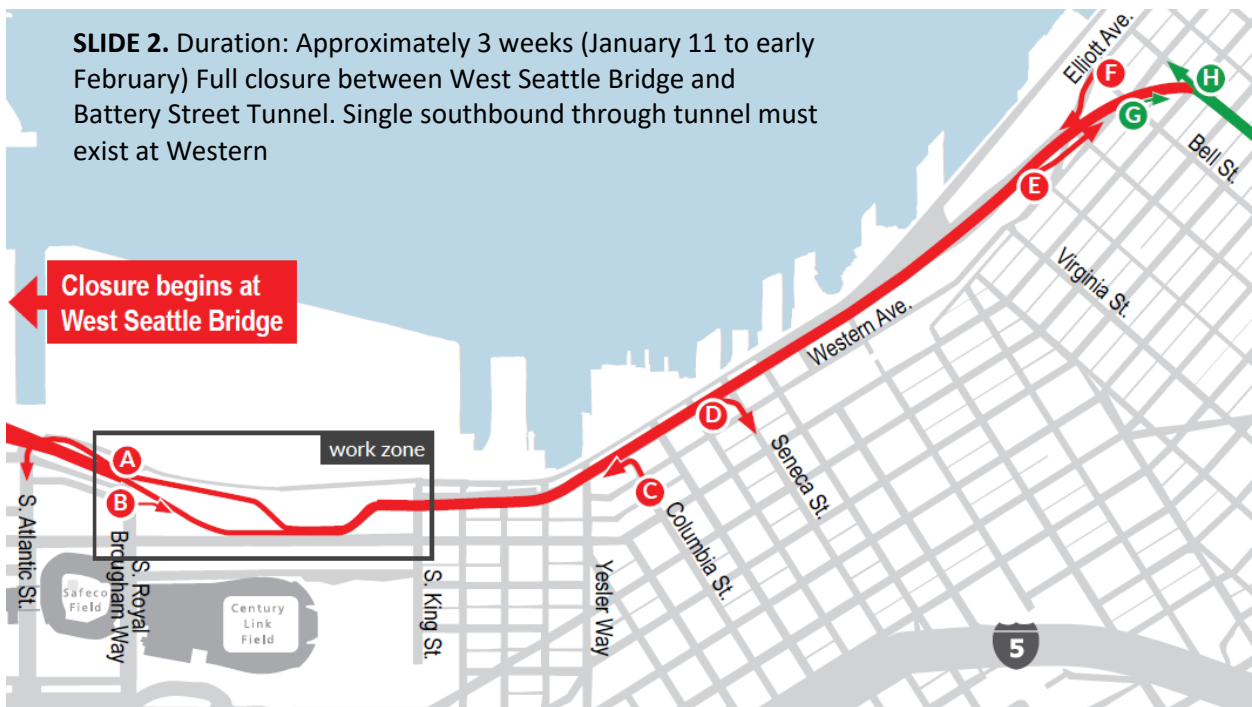 SLIDE 2. Duration: Approximately 3 weeks (January 11 to early
February) Full closure between West Seattle Bridge and
Battery Street Tunnel. Single southbound through tunnel must
exist at Western
Elliott Ave.
F
H
G
Bell St.
E
Virginia St.
Closure begins at
West Seattle Bridge
Western Ave.
D
Seneca St.
work zone
A
B
C
Columbia St.
S. Atlantic St.
S. Royal
Brougham Way
Safeco
Field
Century
Link
Field
S. King St.
Yesler Way
5